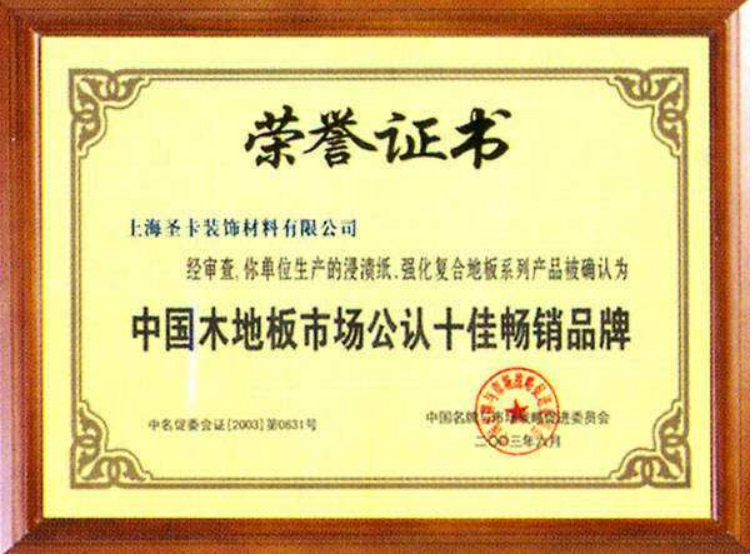 荣誉证书
上海圣卡装饰材料有限公司
经审查,你单位生产的浸渍纸、强化复合地板系列产品被确认为
中国木地板市场公认十佳畅销品牌
中名促委会证[2003]第0631号
中国名牌与市场战略促进委员会
二〇〇三年六月